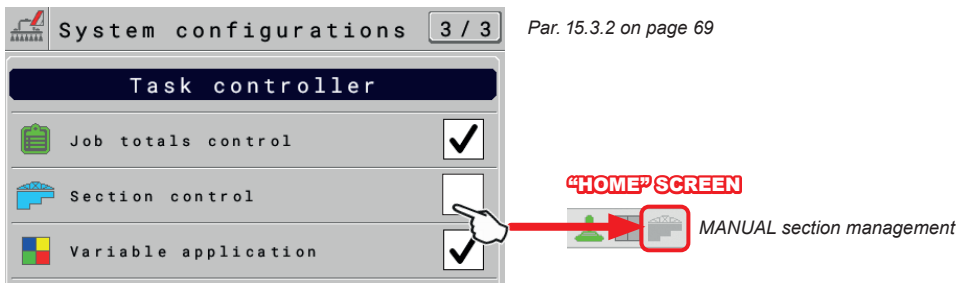 System configurations 3 / 3
Par. 15.3.2 on page 69
Task controller
Job totals control
Section control
“HOME” SCREEN
MANUAL section management
Variable application